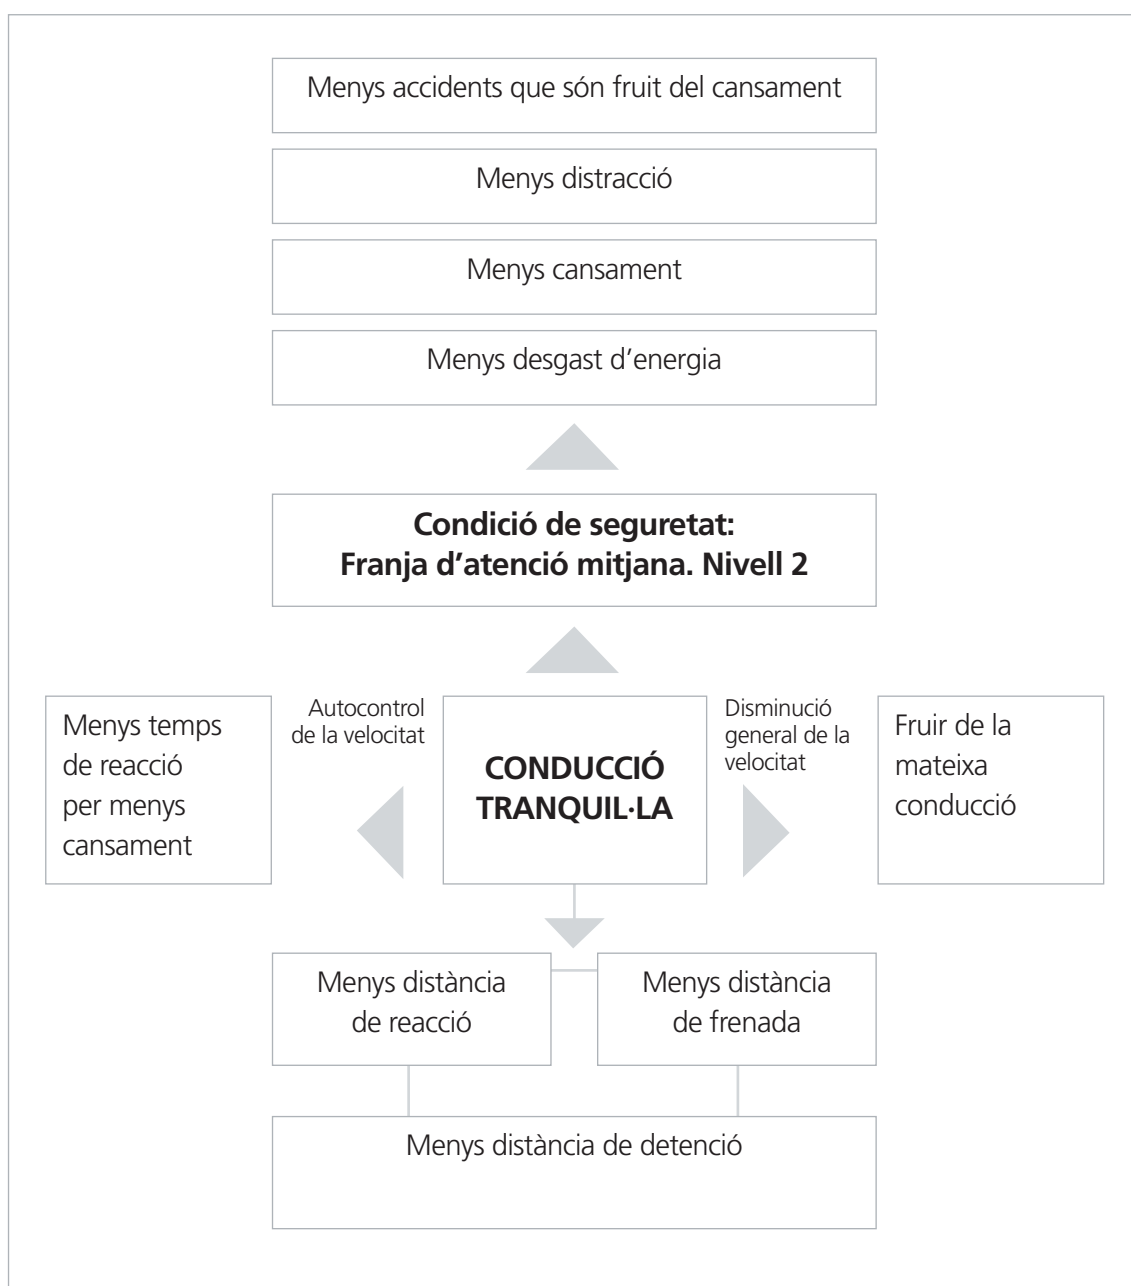 Menys accidents que són fruit del cansament
Menys distracció
Menys cansament
Menys desgast d’energia
Condició de seguretat:
Franja d’atenció mitjana. Nivell 2
Menys temps
de reacció
per menys
cansament
Autocontrol
de la velocitat
CONDUCCIÓ
TRANQUIL·LA
Disminució
general de la
velocitat
Fruir de la
mateixa
conducció
Menys distància
de reacció
Menys distància
de frenada
Menys distància de detenció